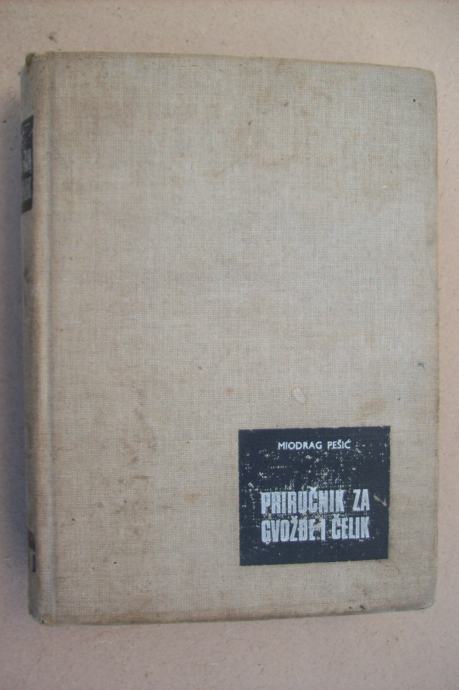 MIODRAG PEŠIĆ
PRIRUČNIK ZA
GVOŽĐE I ČELIK